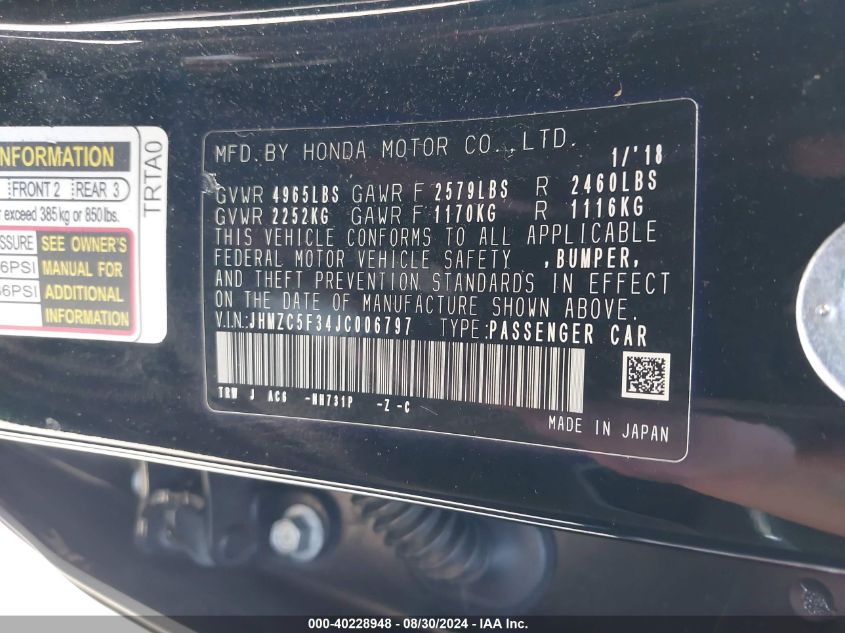 NFORMATION
FRONT 2 REAR 3
r exceed 385 kg or 850 lbs.
SSURE SEE OWNER'S
6PSI MANUAL FOR
36PSI ADDITIONAL
INFORMATION
TRTA0
MFD.BY HONDA MOTOR CO.,LTD. 1/'18
GVWR 4965LBS GAWR F 2579LBS R 2460LBS
GVWR 2252KG GAWR F 1170KG R 1116KG
THIS VEHICLE CONFORMS TO ALL APPLICABLE
FEDERAL MOTOR VEHICLE SAFETY ,BUMPER,
AND THEFT PREVENTION STANDARDS IN EFFECT
ON THE DATE OF MANUFACTURE SHOWN ABOVE.
V.I.N.:JHMZC5F34JC006797 TYPE:PASSENGER CAR
TRW J AC6 -NH731P -Z -C
MADE IN JAPAN
000-40228948 - 08/30/2024 - IAA Inc.